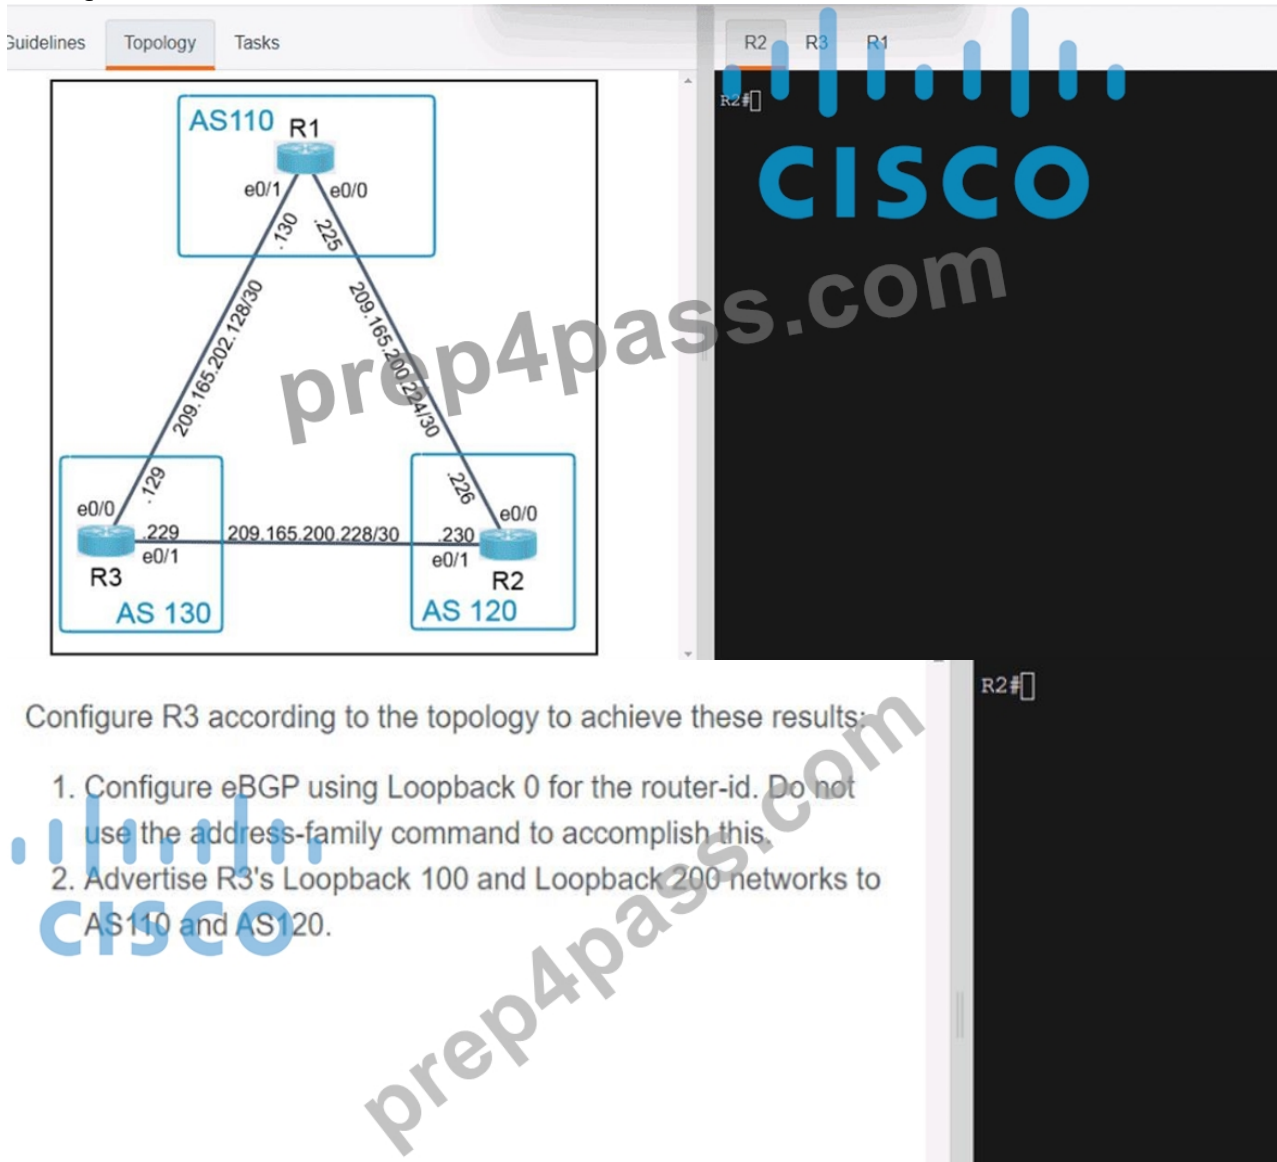 Guidelines Topology Tasks
R2 R3 R1
R2#
CISCO
AS110
R1
e0/1 e0/0
.130 .225
209.165.202.128/30
209.165.200.224/30
prep4pass.com
.129
.226
e0/0
e0/0
.229 209.165.200.228/30 .230
e0/1
e0/1
R3
R2
AS 130
AS 120
R2#
Configure R3 according to the topology to achieve these results:
1. Configure eBGP using Loopback 0 for the router-id. Do not
use the address-family command to accomplish this.
2. Advertise R3's Loopback 100 and Loopback 200 networks to
AS110 and AS120.
CISCO
prep4pass.com